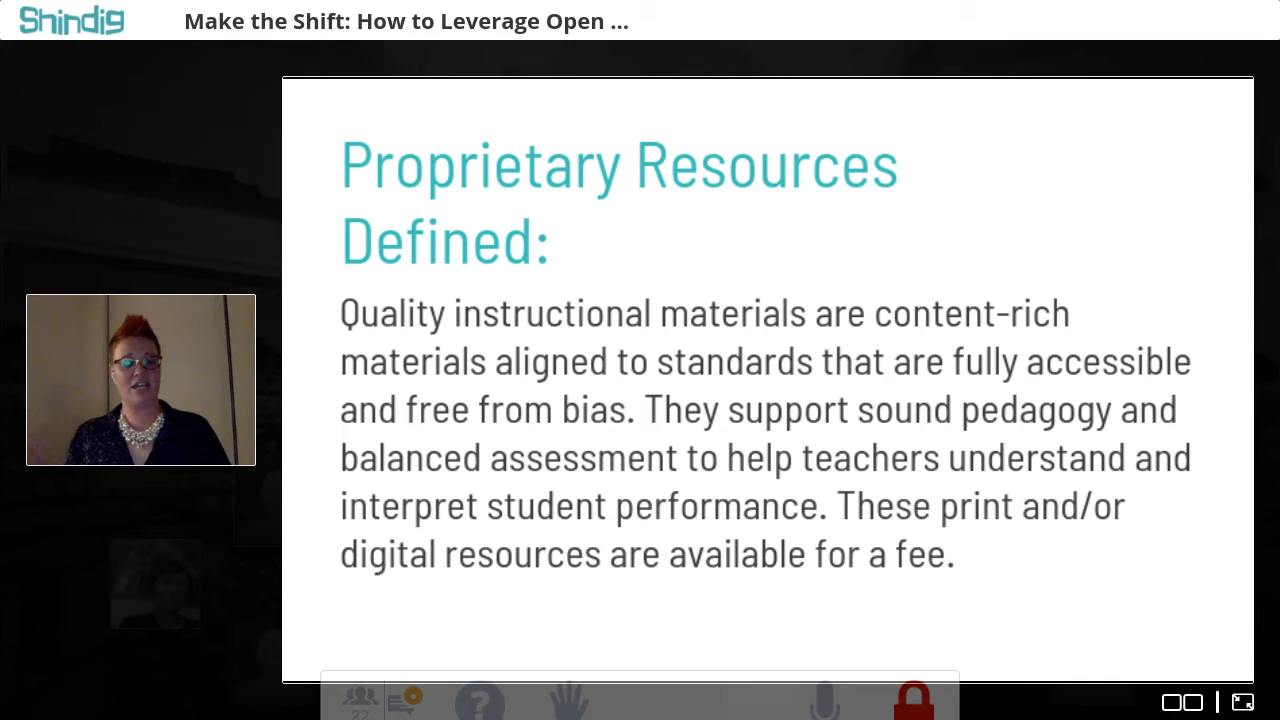 Shindig
Make the Shift: How to Leverage Open ...
Proprietary Resources
Defined:
Quality instructional materials are content-rich
materials aligned to standards that are fully accessible
and free from bias. They support sound pedagogy and
balanced assessment to help teachers understand and
interpret student performance. These print and/or
digital resources are available for a fee.
22